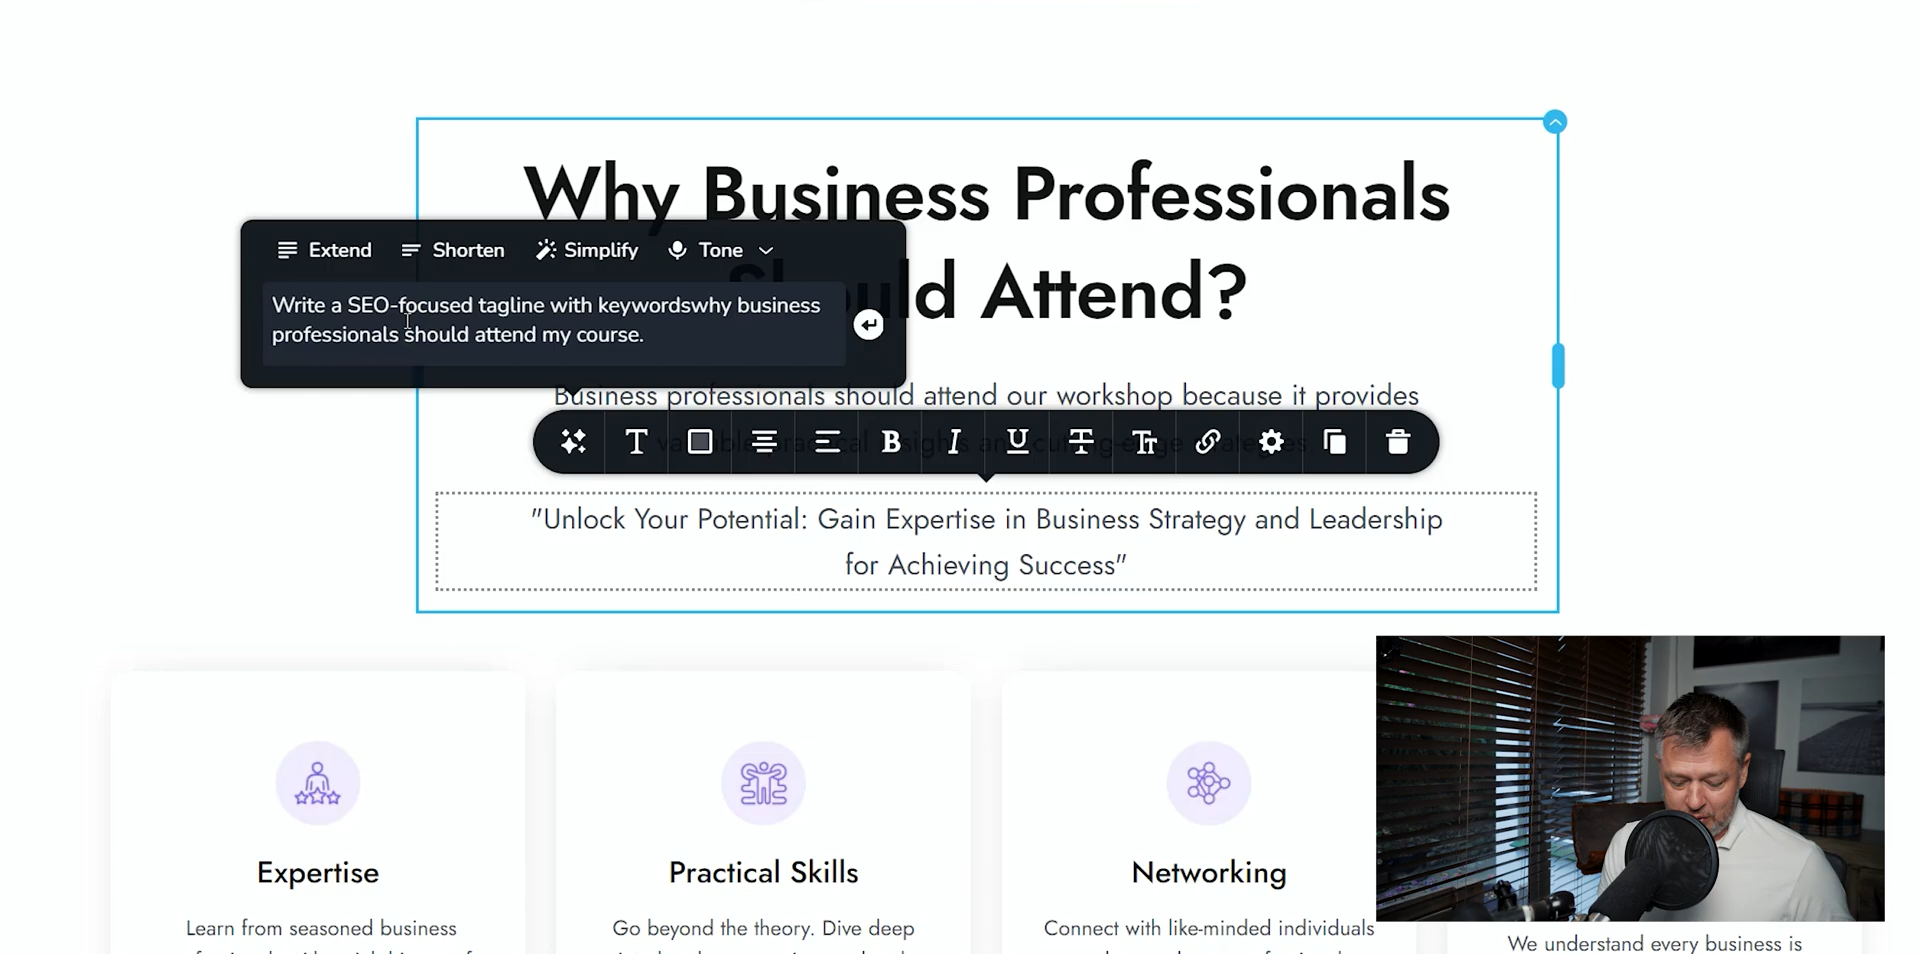 Why Business Professionals
Should Attend?
Extend Shorten Simplify Tone
Write a SEO-focused tagline with keywordswhy business
professionals should attend my course.
Business professionals should attend our workshop because it provides
"Unlock Your Potential: Gain Expertise in Business Strategy and Leadership
for Achieving Success"
Expertise
Learn from seasoned business
Practical Skills
Go beyond the theory. Dive deep
Networking
Connect with like-minded individuals
We understand every business is